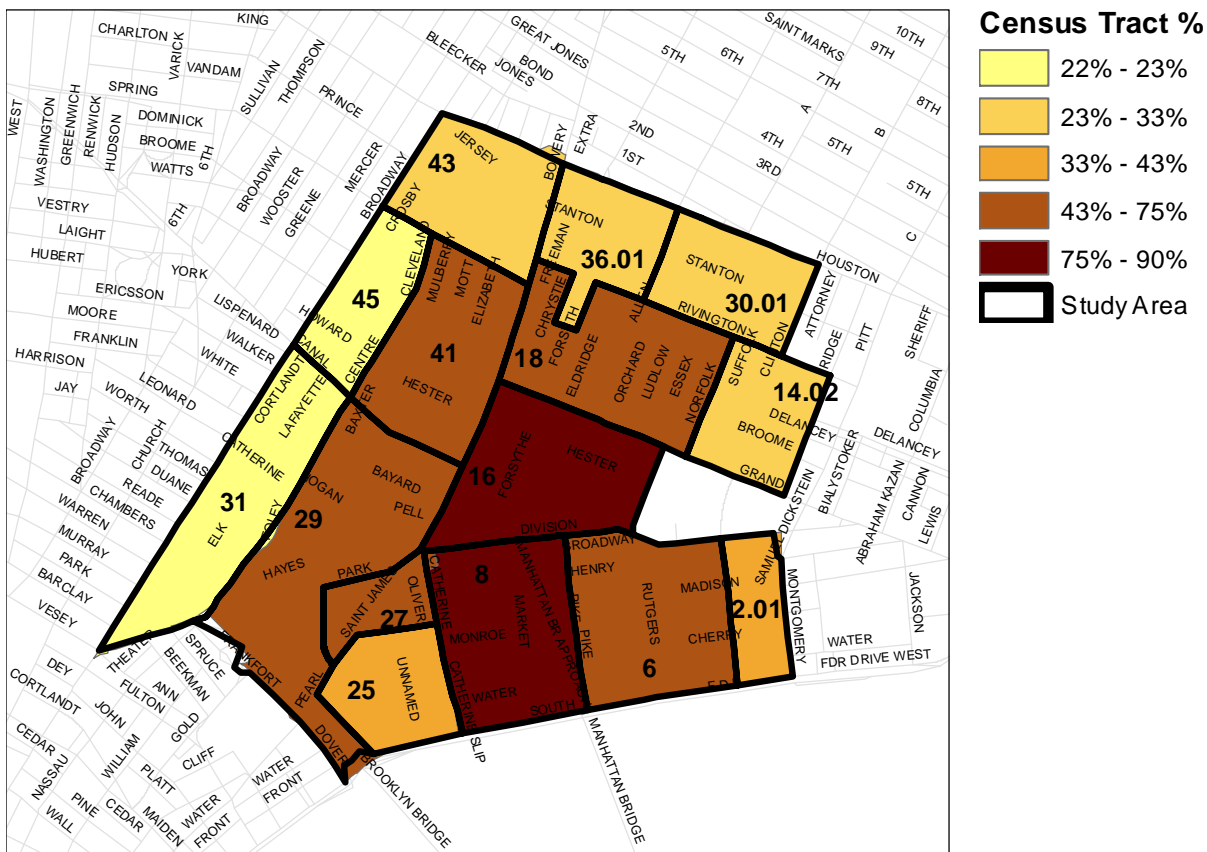 Census Tract %
22% - 23%
23% - 33%
33% - 43%
43% - 75%
75% - 90%
Study Area
KING
CHARLTON
VARICK
VANDAM
SULLIVAN
THOMPSON
BLEECKER
GREAT JONES
BOND
JONES
SAINT MARKS
10TH
9TH
8TH
7TH
6TH
5TH
A
B
C
5TH
4TH
5TH
3RD
2ND
1ST
EXTRA
BOWERY
PRINCE
SPRING
DOMINICK
BROOME
WATTS
6TH
WEST
WASHINGTON
GREENWICH
RENWICK
HUDSON
BROADWAY
WOOSTER
GREENE
MERCER
BROADWAY
CROSBY
JERSEY
43
VESTRY
LAIGHT
HUBERT
6TH
YORK
ERICSSON
MOORE
FRANKLIN
LISPENARD
WALKER
WHITE
HARRISON
JAY
LEONARD
WORTH
CHURCH
THOMAS
DUANE
READE
CHAMBERS
BROADWAY
WARREN
MURRAY
PARK
BARCLAY
VESEY
CLEVELAND
45
HOWARD
CANAL
CENTRE
MULBERRY
MOTT
ELIZABETH
41
HESTER
BAXTER
STANTON
FREEMAN
36.01
CHRYSTIE
FORSYTH
18
ELDRIDGE
ALLEN
ORCHARD
LUDLOW
ESSEX
NORFOLK
STANTON
RIVINGTON
30.01
HOUSTON
ATTORNEY
SUFFOLK
CLINTON
RIDGE
PITT
SHERIFF
COLUMBIA
14.02
DELANCEY
BROOME
GRAND
DELANCEY
CANNON
LEWIS
ABRAHAM KAZAN
BIALYSTOKER
SAMUEL DICKSTEIN
CORTLANDT
LAFAYETTE
CATHERINE
31
ELK
FOLEY
HOGAN
29
BAYARD
PELL
HAYES
PARK
16
FORSYTHE
HESTER
DIVISION
BROADWAY
HENRY
CATHERINE
8
MANHATTAN BR APPROACH
MARKET
MONROE
WATER
CATHERINE
SLIP
SOUTH
PIKE
PIKE
RUTGERS
MADISON
CHERRY
6
2.01
MONTGOMERY
JACKSON
WATER
FDR DRIVE WEST
SAINT JAMES
OLIVER
27
25
UNNAMED
PEARL
DOVER
FRANKFORT
SPRUCE
THEATER
BEEKMAN
ANN
FULTON
GOLD
DEY
CORTLANDT
JOHN
WILLIAM
CLIFF
PLATT
CEDAR
NASSAU
PINE
CEDAR
MAIDEN
WALL
WATER
FRONT
WATER
FRONT
BROOKLYN BRIDGE
MANHATTAN BRIDGE